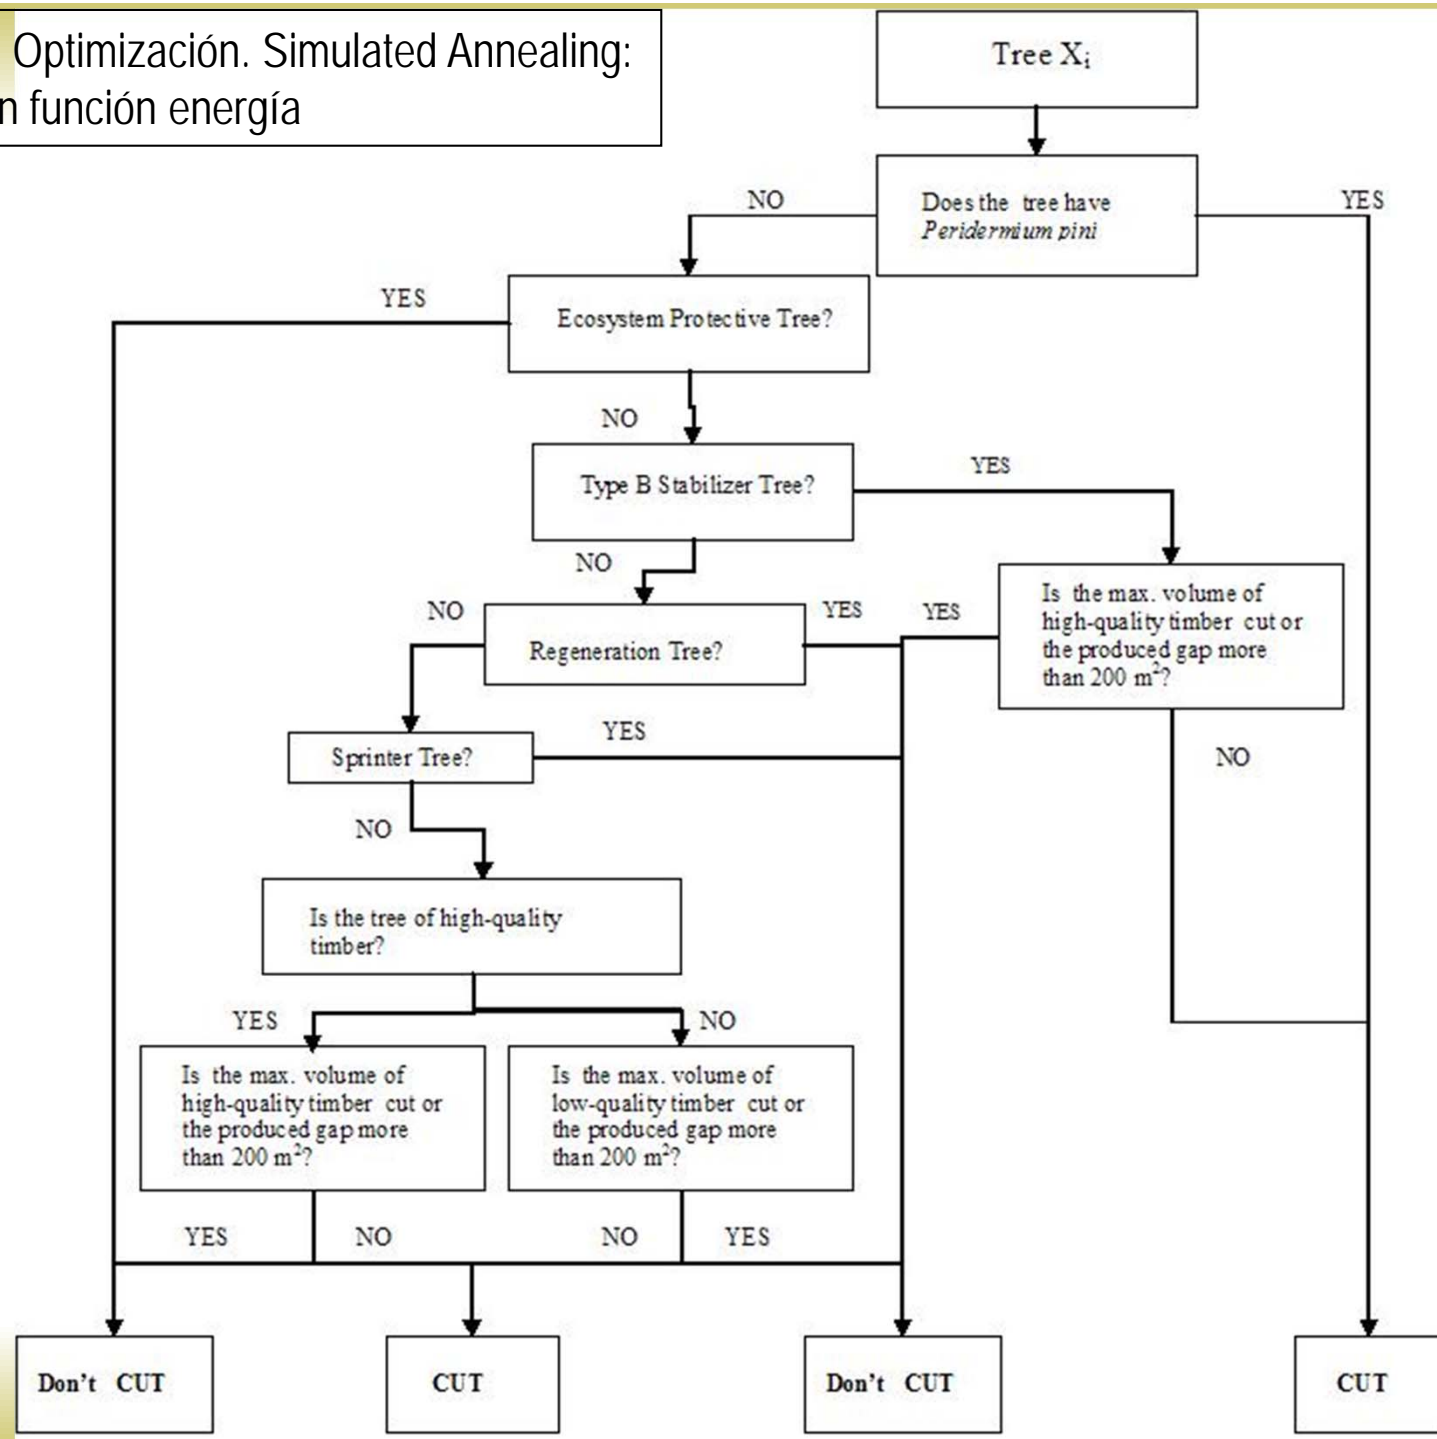 Optimización. Simulated Annealing:
n función energía
Tree Xi
NO
YES
Does the tree have
Peridermium pini
YES
Ecosystem Protective Tree?
NO
YES
Type B Stabilizer Tree?
NO
Is the max. volume of
high-quality timber cut or
the produced gap more
than 200 m²?
NO
YES
YES
Regeneration Tree?
YES
Sprinter Tree?
NO
NO
Is the tree of high-quality
timber?
YES
NO
Is the max. volume of
high-quality timber cut or
the produced gap more
than 200 m²?
Is the max. volume of
low-quality timber cut or
the produced gap more
than 200 m²?
YES
NO
NO
YES
Don't CUT
CUT
Don't CUT
CUT